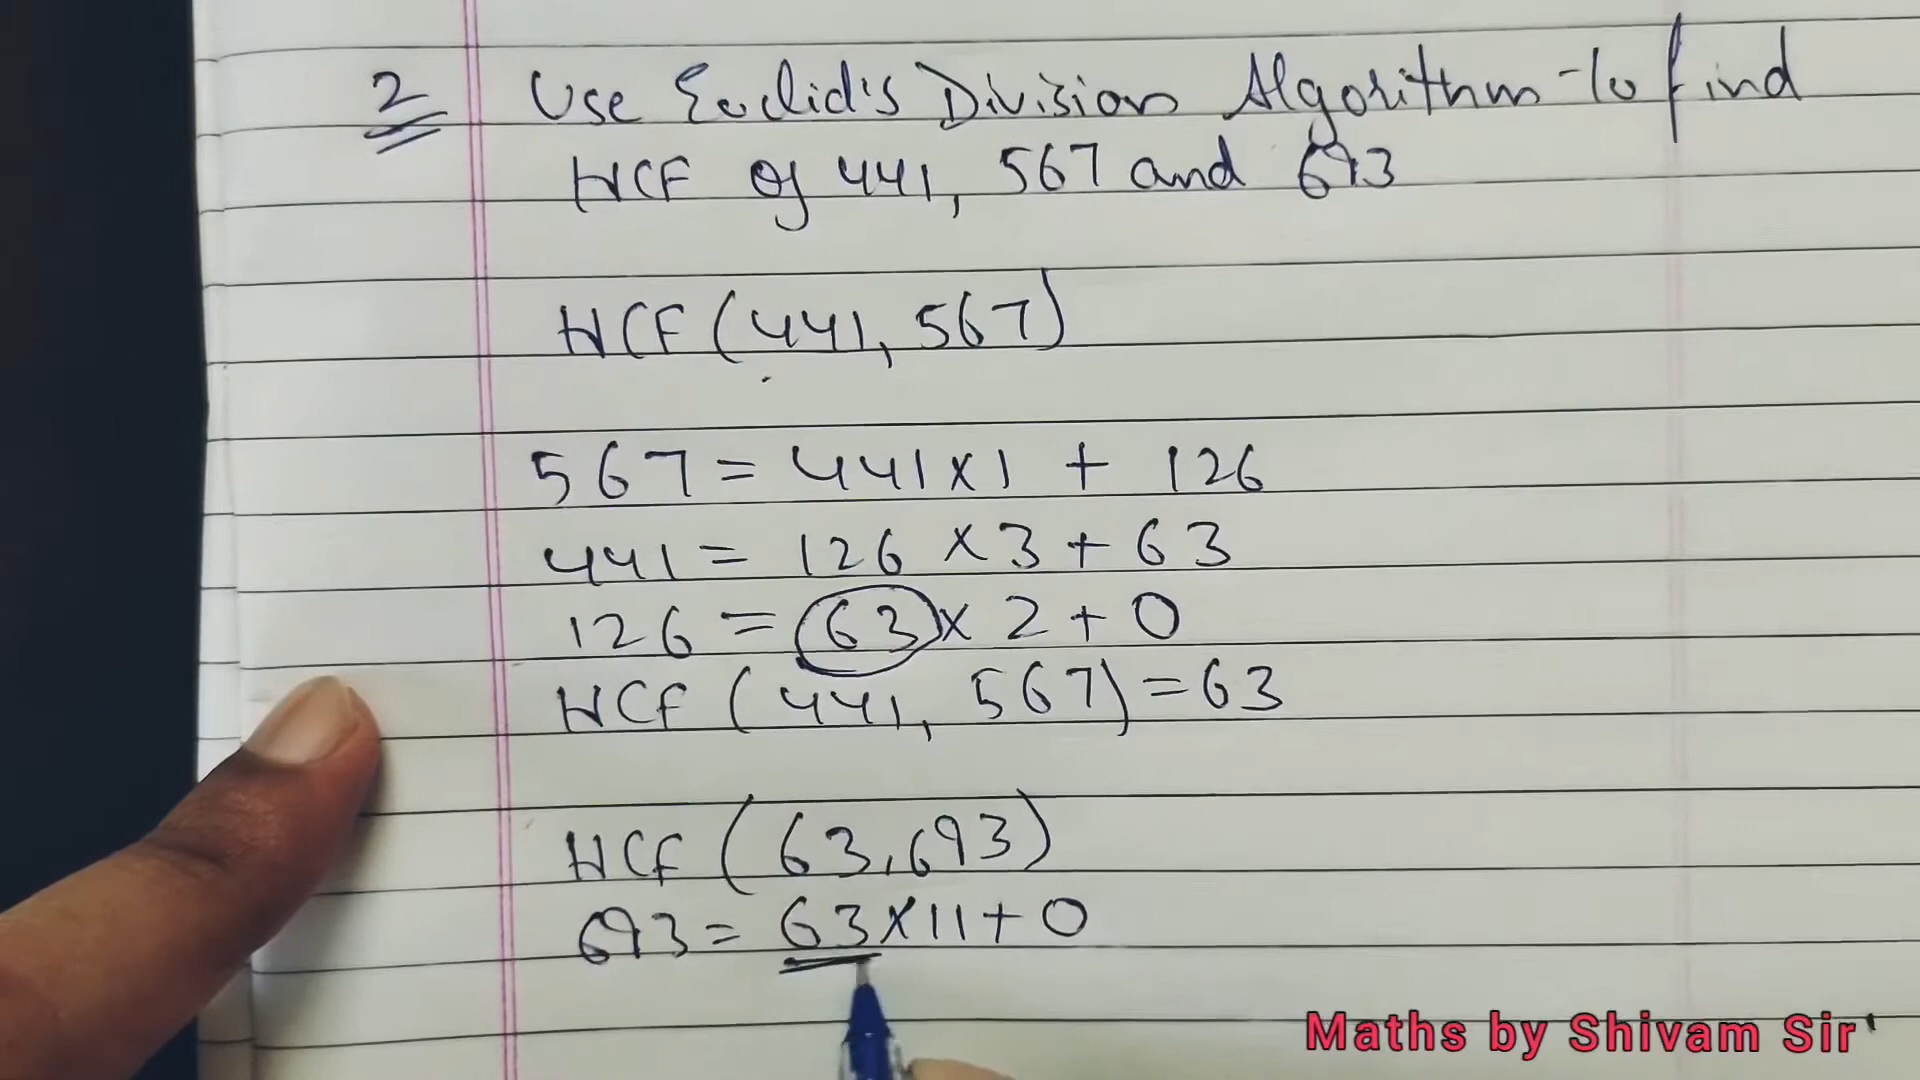 2 Use Euclid's Division Algorithm to find
HCF of 441, 567 and 693
HCF (441, 567)
567 = 441 x 1 + 126
441 = 126 x 3 + 63
126 = 63 x 2 + 0
HCF (441, 567) = 63
HCF (63, 693)
693 = 63 x 11 + 0
Maths by Shivam Sir